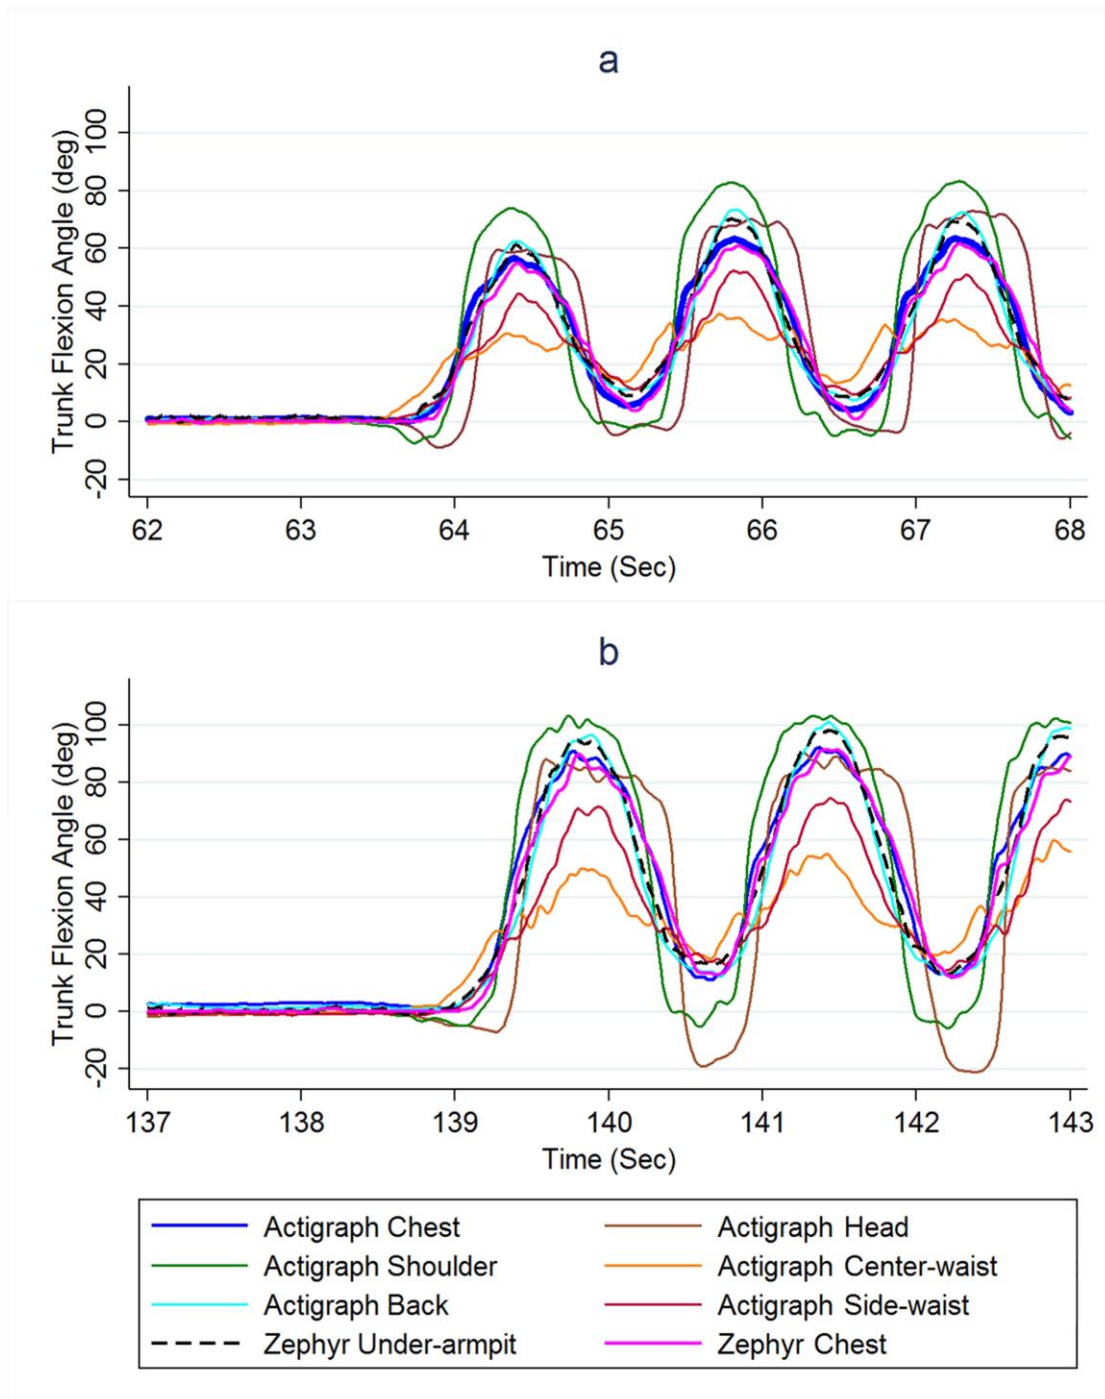 a
Trunk Flexion Angle (deg)
100
80
60
40
20
0
-20
62 63 64 65 66 67 68
Time (Sec)
b
Trunk Flexion Angle (deg)
100
80
60
40
20
0
-20
137 138 139 140 141 142 143
Time (Sec)
Actigraph Chest Actigraph Head
Actigraph Shoulder Actigraph Center-waist
Actigraph Back Actigraph Side-waist
Zephyr Under-armpit Zephyr Chest